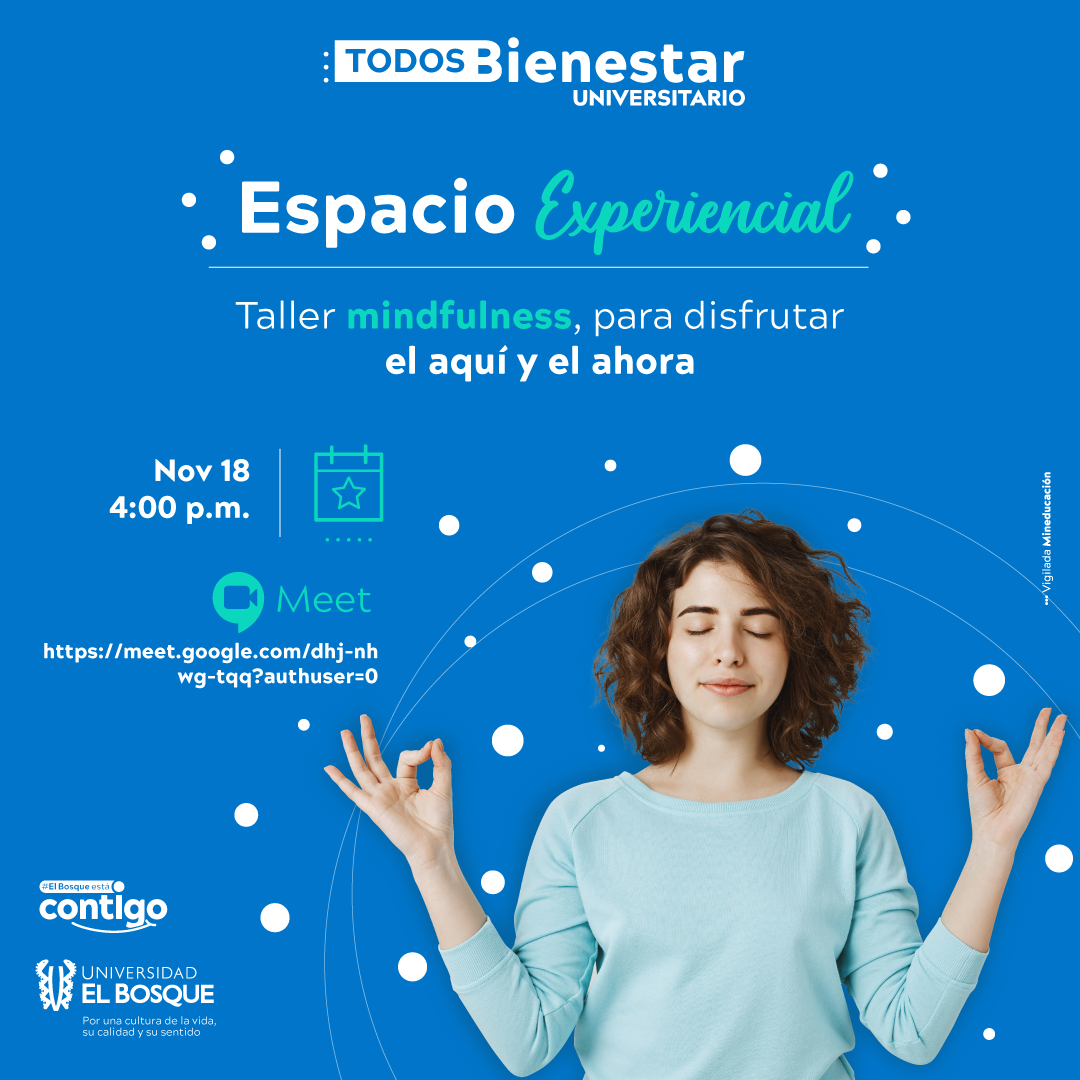 TODOS Bienestar
UNIVERSITARIO
Espacio Experiencial
Taller mindfulness, para disfrutar
el aquí y el ahora
Nov 18
4:00 p.m.
Meet
https://meet.google.com/dhj-nh
wg-tqq?authuser=0
Vigilada Mineducación
#El Bosque está
contigo
UNIVERSIDAD
EL BOSQUE
Por una cultura de la vida,
su calidad y su sentido